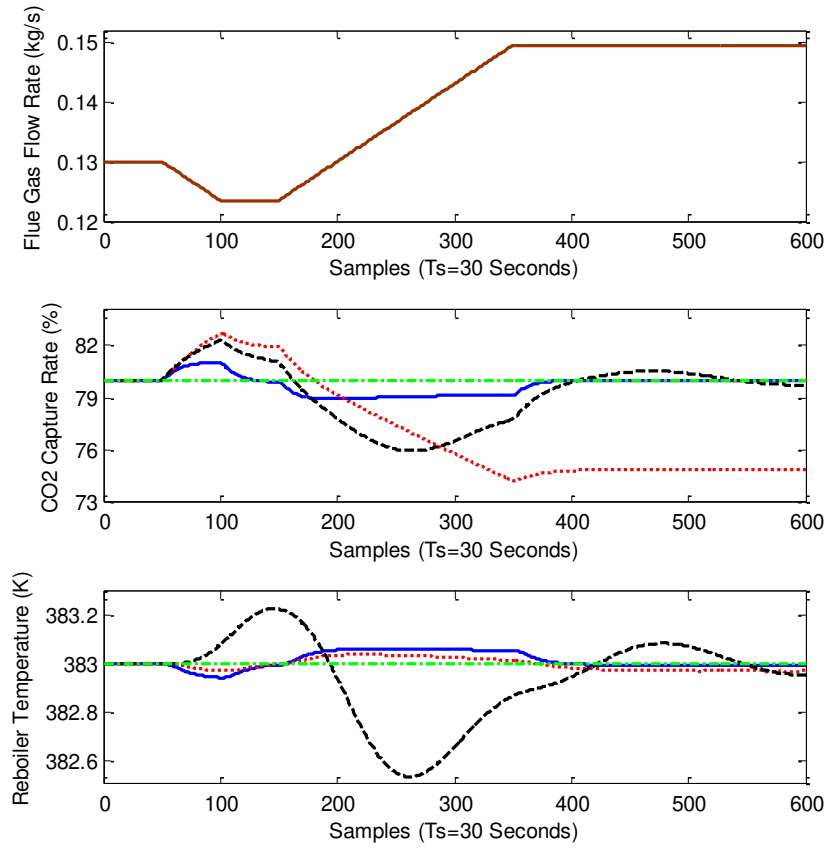 Flue Gas Flow Rate (kg/s)
0.15
0.14
0.13
0.12
0 100 200 300 400 500 600
Samples (Ts=30 Seconds)
CO2 Capture Rate (%)
82
79
76
73
0 100 200 300 400 500 600
Samples (Ts=30 Seconds)
Reboiler Temperature (K)
383.2
383
382.8
382.6
0 100 200 300 400 500 600
Samples (Ts=30 Seconds)